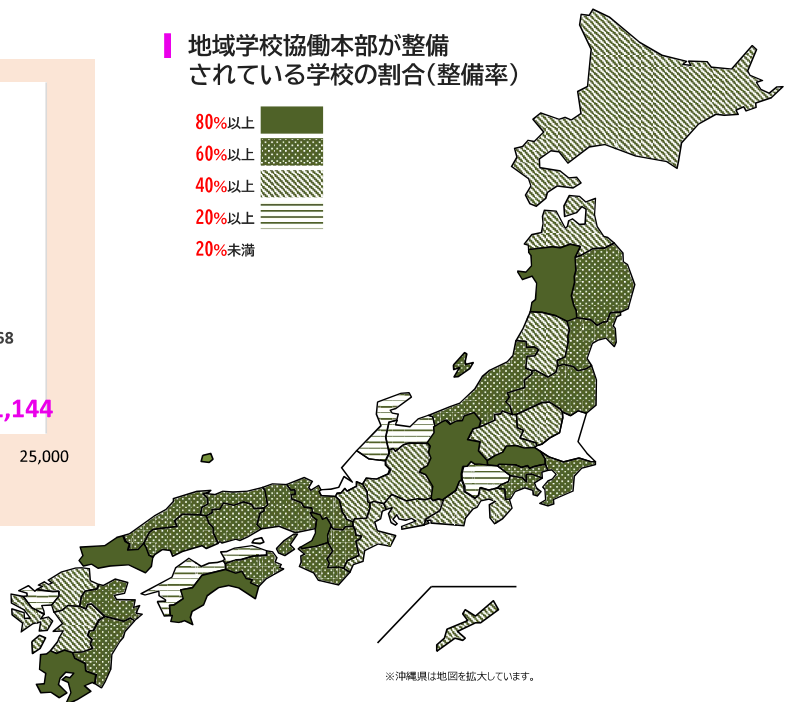 地域学校協働本部が整備
されている学校の割合（整備率）
80%以上
60%以上
40%以上
20%以上
20%未満
68
,144
25,000
※沖縄県は地図を拡大しています。